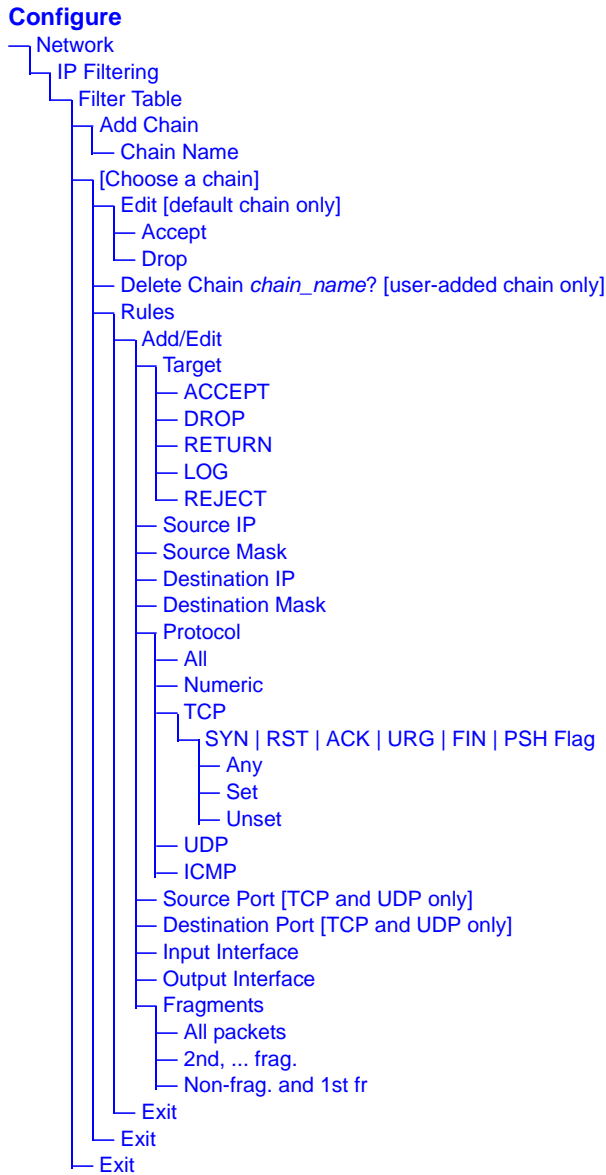 Configure
Network
IP Filtering
Filter Table
Add Chain
Chain Name
[Choose a chain]
Edit [default chain only]
Accept
Drop
Delete Chain chain_name? [user-added chain only]
Rules
Add/Edit
Target
ACCEPT
DROP
RETURN
LOG
REJECT
Source IP
Source Mask
Destination IP
Destination Mask
Protocol
All
Numeric
TCP
SYN | RST | ACK | URG | FIN | PSH Flag
Any
Set
Unset
UDP
ICMP
Source Port [TCP and UDP only]
Destination Port [TCP and UDP only]
Input Interface
Output Interface
Fragments
All packets
2nd, ... frag.
Non-frag. and 1st fr
Exit
Exit
Exit